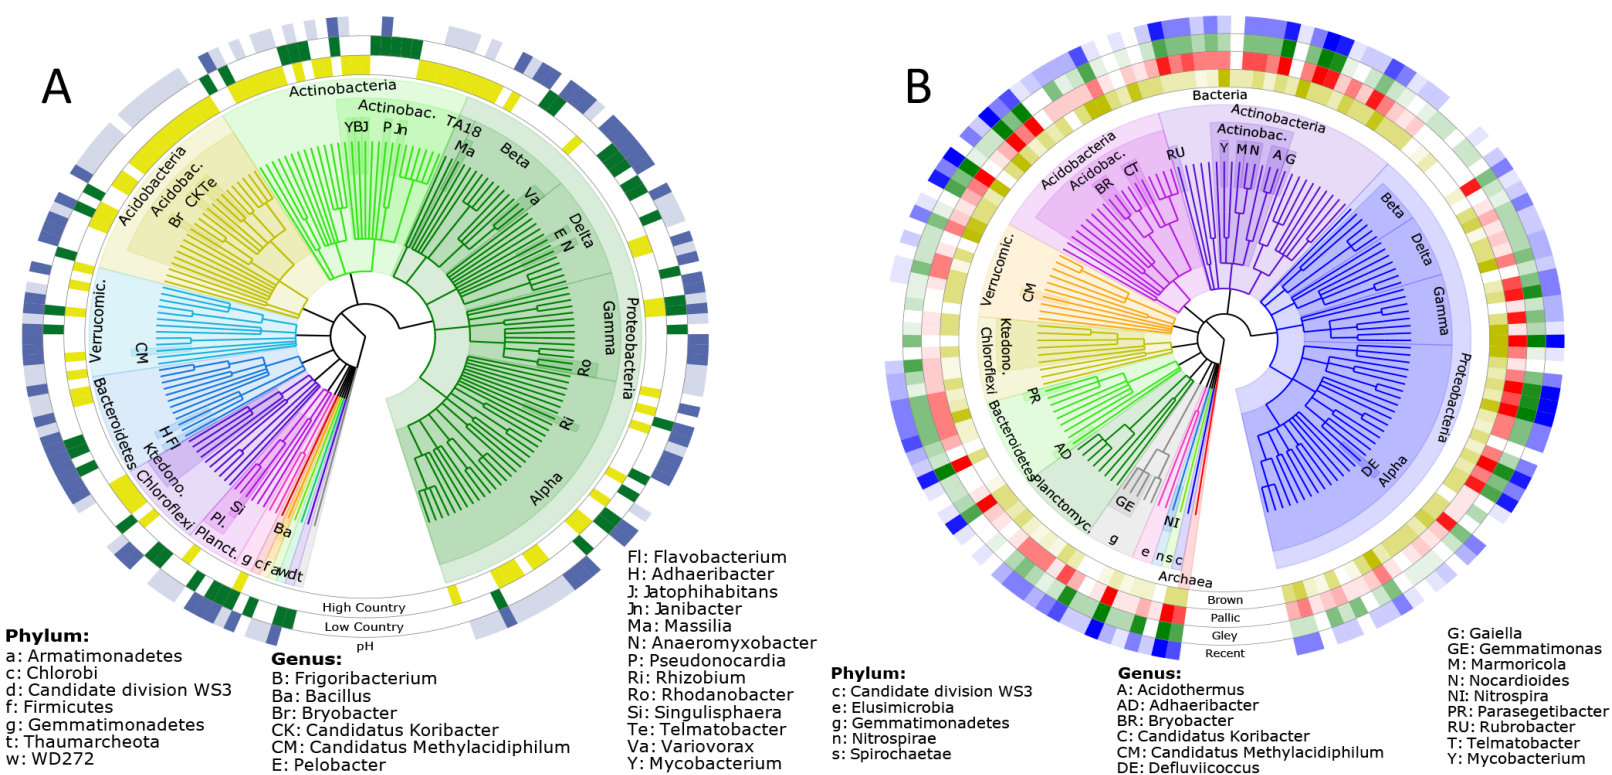 A
Actinobacteria
Actinobac.
TA18
YBJ
P Jn
Ma
Beta
Va
Delta
E N
Acidobacteria
Acidobac.
Br CKTe
Verrucomic.
CM
Bacteroidetes
H Fl
Ktedono.
Chloroflexi
Si
Pl.
Planct.
Ba
g c f a w d t
Proteobacteria
Gamma
Ro
Ri
Alpha
High Country
Low Country
pH
Phylum:
a: Armatimonadetes
c: Chlorobi
d: Candidate division WS3
f: Firmicutes
g: Gemmatimonadetes
t: Thaumarcheota
w: WD272
Genus:
B: Frigoribacterium
Ba: Bacillus
Br: Bryobacter
CK: Candidatus Koribacter
CM: Candidatus Methylacidiphilum
E: Pelobacter
Fl: Flavobacterium
H: Adhaeribacter
J: Jatophihabitans
Jn: Janibacter
Ma: Massilia
N: Anaeromyxobacter
P: Pseudonocardia
Ri: Rhizobium
Ro: Rhodanobacter
Si: Singulisphaera
Te: Telmatobacter
Va: Variovorax
Y: Mycobacterium
B
Bacteria
Actinobacteria
Actinobac.
Y M N A G
RU
Acidobacteria
Acidobac.
BR CT
Verrucomic.
CM
Ktedono.
Chloroflexi
PR
Bacteroidetes
AD
Planctomyc.
GE
g
NI
e n s c
Archaea
Beta
Delta
Gamma
Proteobacteria
DE
Alpha
Brown
Pallic
Gley
Recent
Phylum:
c: Candidate division WS3
e: Elusimicrobia
g: Gemmatimonadetes
n: Nitrospirae
s: Spirochaetae
Genus:
A: Acidothermus
AD: Adhaeribacter
BR: Bryobacter
C: Candidatus Koribacter
CM: Candidatus Methylacidiphilum
DE: Defluviicoccus
G: Gaiella
GE: Gemmatimonas
M: Marmoricola
N: Nocardioides
NI: Nitrospira
PR: Parasegetibacter
RU: Rubrobacter
T: Telmatobacter
Y: Mycobacterium